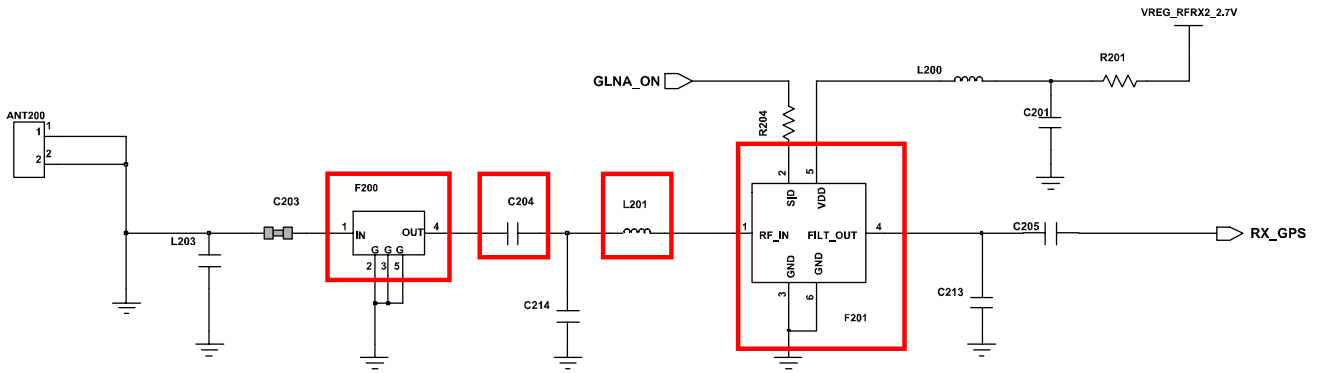 VREG_RFRX2_2.7V
R201
L200
GLNA_ON
C201
ANT200
R204
1 1
2 2
2 5
F200
S|D VDD
C203
C204
L201
1 IN OUT 4
1 RF_IN FILT_OUT 4
C205
RX_GPS
L203
G G G
2 3 5
GND GND
3 6
C213
C214
F201